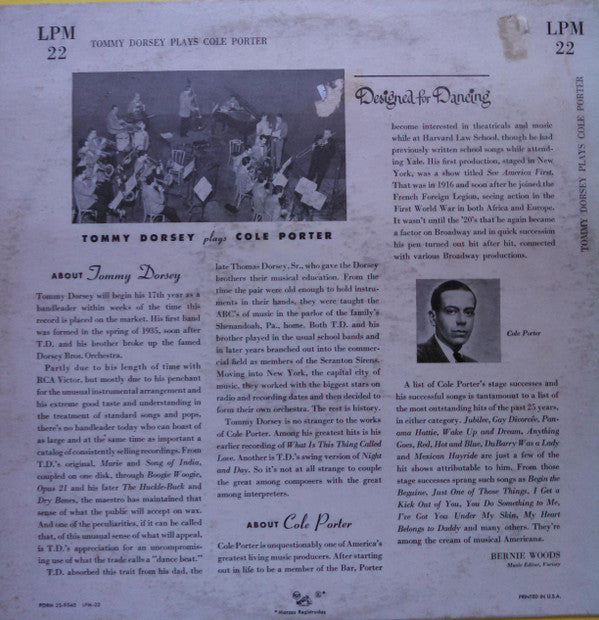 LPM
22
TOMMY DORSEY PLAYS COLE PORTER
LPM
22
TOMMY DORSEY PLAYS COLE PORTER
Designed for Dancing
TOMMY DORSEY plays COLE PORTER
ABOUT Tommy Dorsey
Tommy Dorsey will begin his 17th year as a
bandleader within weeks of the time this
record is placed on the market. His first band
was formed in the spring of 1935, soon after
T.D. and his brother broke up the famed
Dorsey Bros. Orchestra.
Partly due to his length of time with
RCA Victor, but mostly due to his penchant
for the unusual instrumental arrangement and
his extreme good taste and understanding in
the treatment of standard songs and pops,
there's no bandleader today who can boast of
as large and at the same time as important a
catalog of consistently selling recordings. From
T.D.'s original, Marie and Song of India,
coupled on one disk, through Boogie Woogie,
Opus 21 and his later The Huckle-Buck and
Dry Bones, the maestro has maintained that
sense of what the public will accept on wax.
And one of the peculiarities, if it can be called
that, of this unusual sense of what will appeal,
is T.D.'s appreciation for an uncompromis-
ing use of what the trade calls a "dance beat."
T.D. absorbed this trait from his dad, the
late Thomas Dorsey, Sr., who gave the Dorsey
brothers their musical education. From the
time the pair were old enough to hold instru-
ments in their hands, they were taught the
ABC's of music in the parlor of the family's
Shenandoah, Pa., home. Both T.D. and his
brother played in the usual school bands and
in later years branched out into the commer-
cial field as members of the Scranton Sirens.
Moving into New York, the capital city of
music, they worked with the biggest stars on
radio and recording dates and then decided to
form their own orchestra. The rest is history.
Tommy Dorsey is no stranger to the works
of Cole Porter. Among his greatest hits is his
earlier recording of What Is This Thing Called
Love. Another is T.D.'s swing version of Night
and Day. So it's not at all strange to couple
the great among composers with the great
among interpreters.
ABOUT Cole Porter
Cole Porter is unquestionably one of America's
greatest living music producers. After starting
out in life to be a member of the Bar, Porter
become interested in theatricals and music
while at Harvard Law School, though he had
previously written school songs while attend-
ing Yale. His first production, staged in New
York, was a show titled See America First.
That was in 1916 and soon after he joined the
French Foreign Legion, seeing action in the
First World War in both Africa and Europe.
It wasn't until the '20's that he again became
a factor on Broadway and in quick succession
his pen turned out hit after hit, connected
with various Broadway productions.
Cole Porter
A list of Cole Porter's stage successes and
his successful songs is tantamount to a list of
the most outstanding hits of the past 25 years,
in either category. Jubilee, Gay Divorcée, Pan-
ama Hattie, Wake Up and Dream, Anything
Goes, Red, Hot and Blue, DuBarry Was a Lady
and Mexican Hayride are just a few of the
hit shows attributable to him. From those
stage successes sprang such songs as Begin the
Beguine, Just One of Those Things, I Get a
Kick Out of You, You Do Something to Me,
I've Got You Under My Skin, My Heart
Belongs to Daddy and many others. They're
among the cream of musical Americana.
BERNIE WOODS
Music Editor, Variety
FORM 25-9540 LPM-22
RCA
®
*Marcas Registradas
PRINTED IN U.S.A.